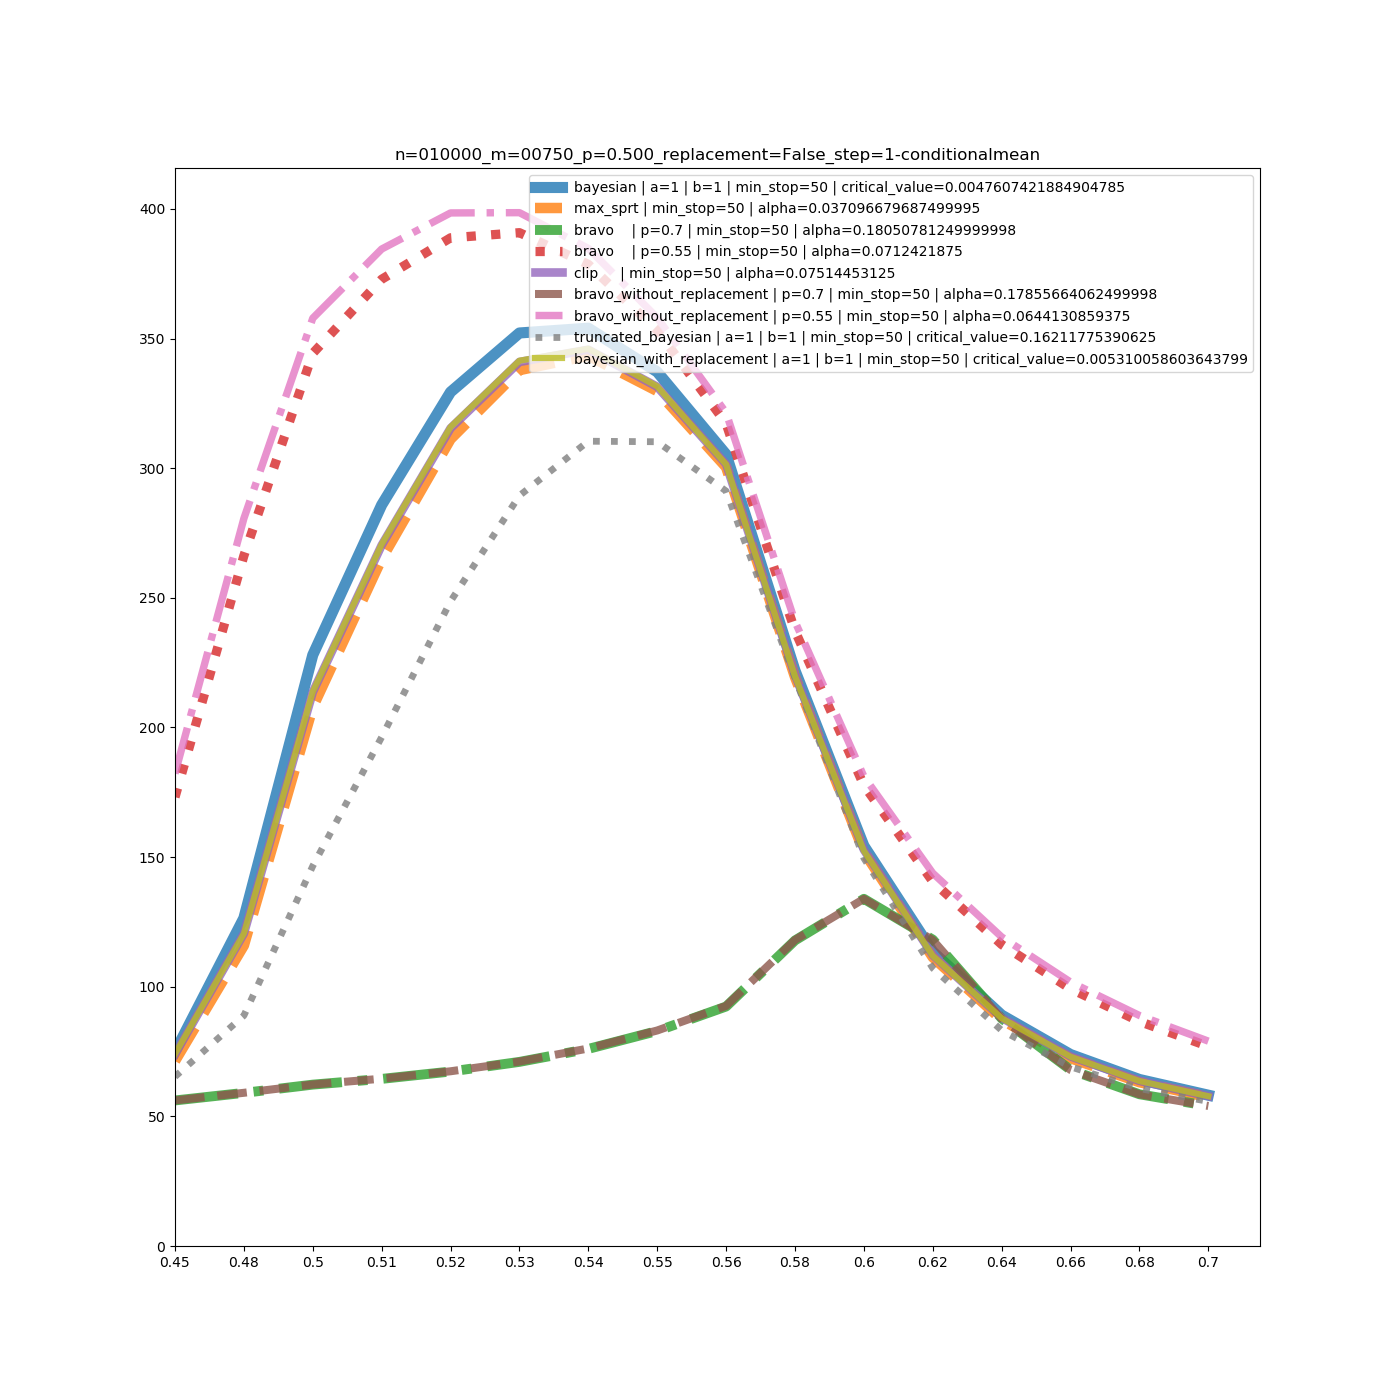 n=010000_m=00750_p=0.500_replacement=False_step=1-conditionalmean
bayesian | a=1 | b=1 | min_stop=50 | critical_value=0.0047607421884904785
max_sprt | min_stop=50 | alpha=0.037096679687499995
bravo | p=0.7 | min_stop=50 | alpha=0.18050781249999998
bravo | p=0.55 | min_stop=50 | alpha=0.0712421875
clip | min_stop=50 | alpha=0.07514453125
bravo_without_replacement | p=0.7 | min_stop=50 | alpha=0.17855664062499998
bravo_without_replacement | p=0.55 | min_stop=50 | alpha=0.0644130859375
truncated_bayesian | a=1 | b=1 | min_stop=50 | critical_value=0.16211775390625
bayesian_with_replacement | a=1 | b=1 | min_stop=50 | critical_value=0.005310058603643799
400
350
300
250
200
150
100
50
0
0.45 0.48 0.5 0.51 0.52 0.53 0.54 0.55 0.56 0.58 0.6 0.62 0.64 0.66 0.68 0.7